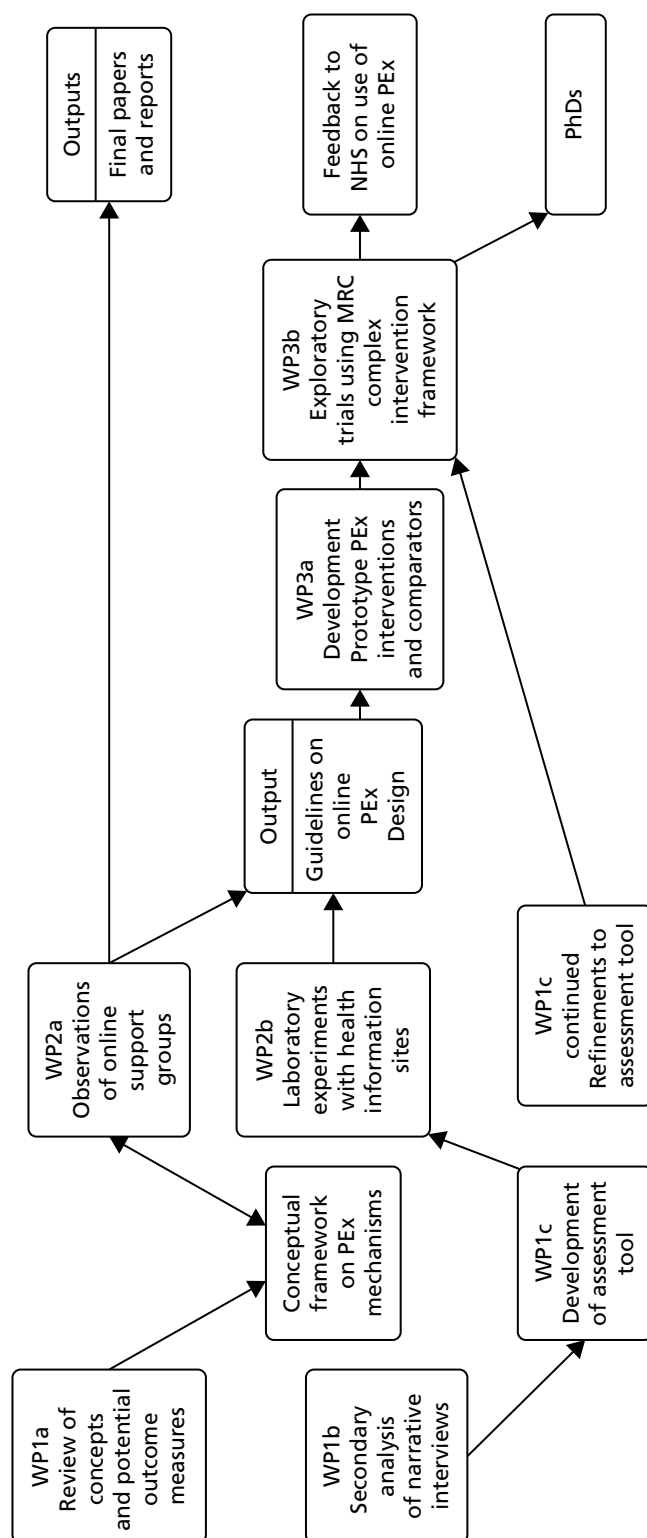 WP1a
Review of
concepts
and potential
outcome
measures
WP1b
Secondary
analysis
of narrative
interviews
Conceptual
framework
on PEx
mechanisms
WP1c
Development
of assessment
tool
WP2a
Observations
of online
support
groups
WP2b
Laboratory
experiments
with health
information
sites
WP1c
continued
Refinements to
assessment tool
Output
Guidelines on
online
PEx
Design
WP3a
Development
Prototype PEx
interventions
and comparators
WP3b
Exploratory
trials using MRC
complex
intervention
framework
Outputs
Final papers
and reports
Feedback to
NHS on use of
online PEx
PhDs